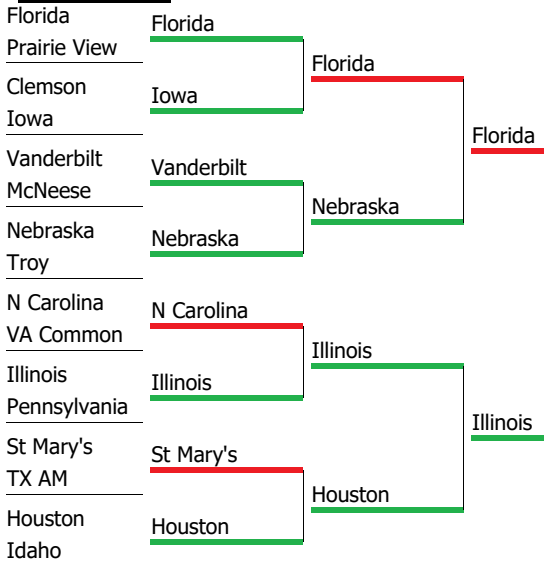 Florida
Prairie View
Clemson
Iowa
Vanderbilt
McNeese
Nebraska
Troy
N Carolina
VA Common
Illinois
Pennsylvania
St Mary's
TX AM
Houston
Idaho
Florida
Iowa
Vanderbilt
Nebraska
N Carolina
Illinois
St Mary's
Houston
Florida
Nebraska
Illinois
Houston
Florida
Illinois